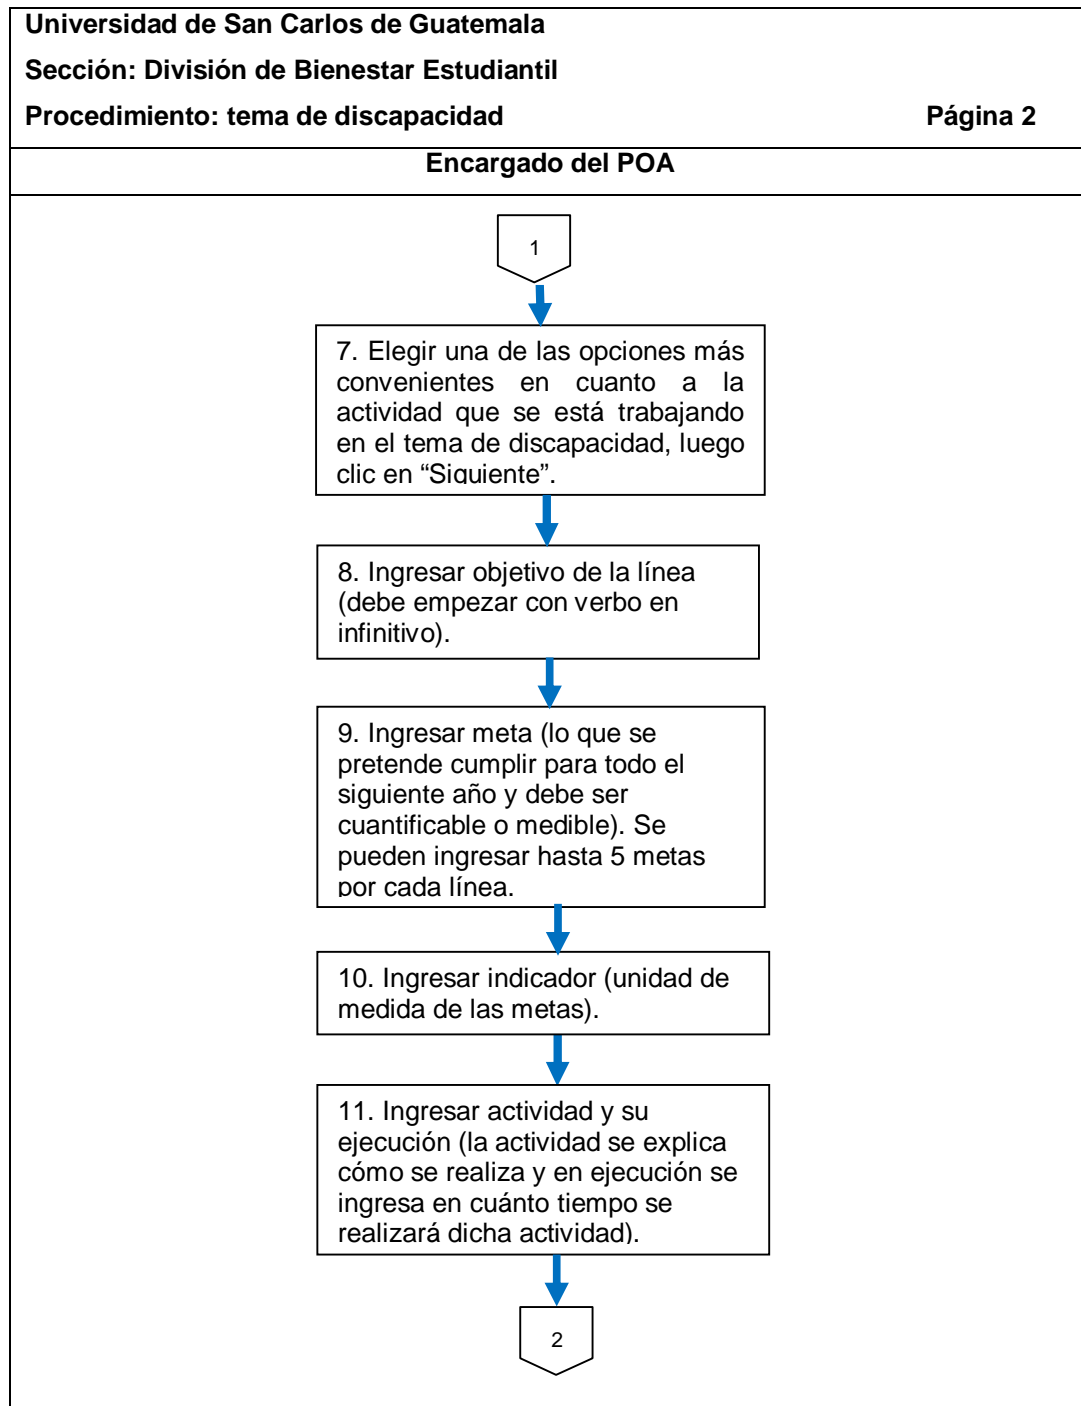 Universidad de San Carlos de Guatemala
Sección: División de Bienestar Estudiantil
Procedimiento: tema de discapacidad Página 2
Encargado del POA
1
7. Elegir una de las opciones más
convenientes en cuanto a la
actividad que se está trabajando
en el tema de discapacidad, luego
clic en “Siguiente”.
8. Ingresar objetivo de la línea
(debe empezar con verbo en
infinitivo).
9. Ingresar meta (lo que se
pretende cumplir para todo el
siguiente año y debe ser
cuantificable o medible). Se
pueden ingresar hasta 5 metas
por cada línea.
10. Ingresar indicador (unidad de
medida de las metas).
11. Ingresar actividad y su
ejecución (la actividad se explica
cómo se realiza y en ejecución se
ingresa en cuánto tiempo se
realizará dicha actividad).
2